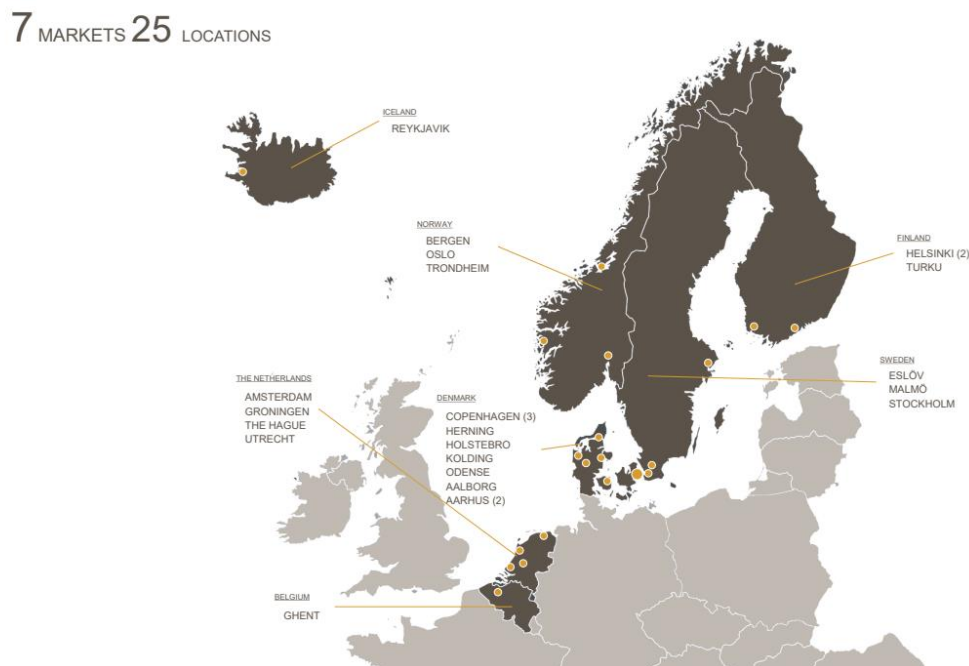 7 MARKETS 25 LOCATIONS
ICELAND
REYKJAVIK
NORWAY
BERGEN
OSLO
TRONDHEIM
FINLAND
HELSINKI (2)
TURKU
SWEDEN
ESLÖV
MALMÖ
STOCKHOLM
THE NETHERLANDS
AMSTERDAM
GRONINGEN
THE HAGUE
UTRECHT
DENMARK
COPENHAGEN (3)
HERNING
HOLSTEBRO
KOLDING
ODENSE
AALBORG
AARHUS (2)
BELGIUM
GHENT